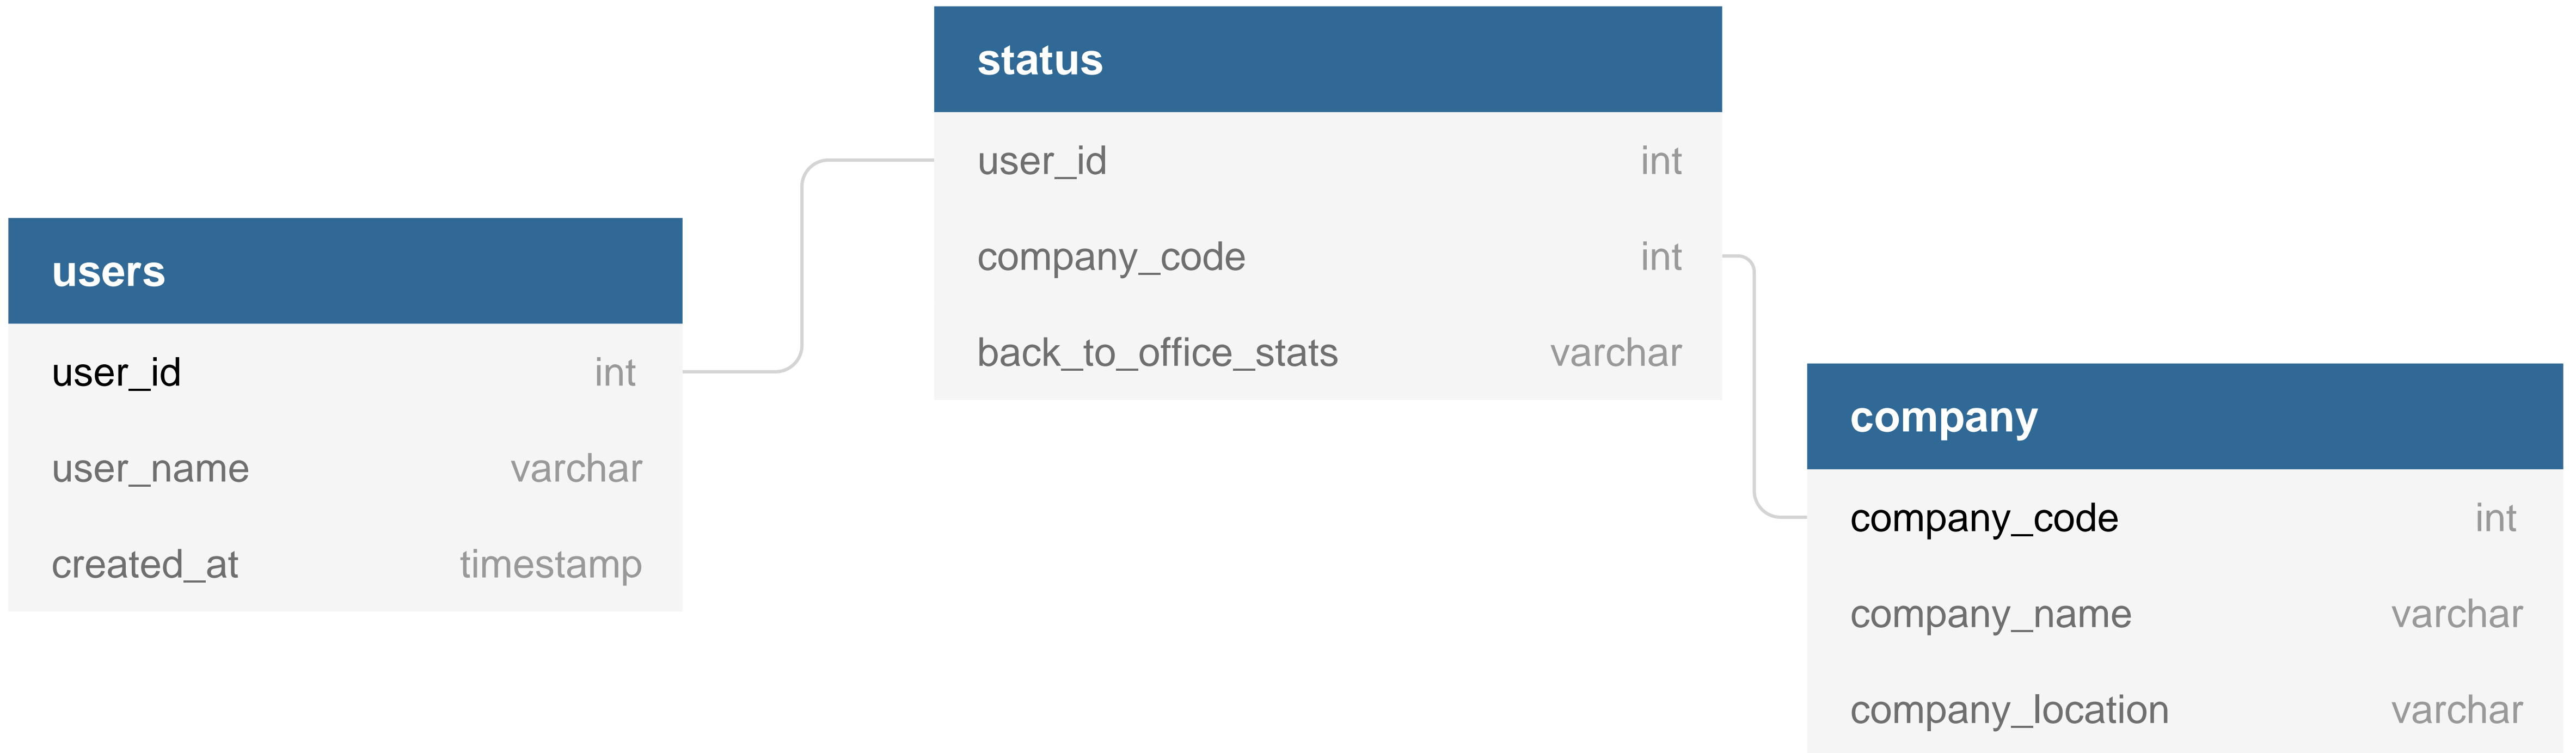 status
user_id int
company_code int
back_to_office_stats varchar
users
user_id int
user_name varchar
created_at timestamp
company
company_code int
company_name varchar
company_location varchar